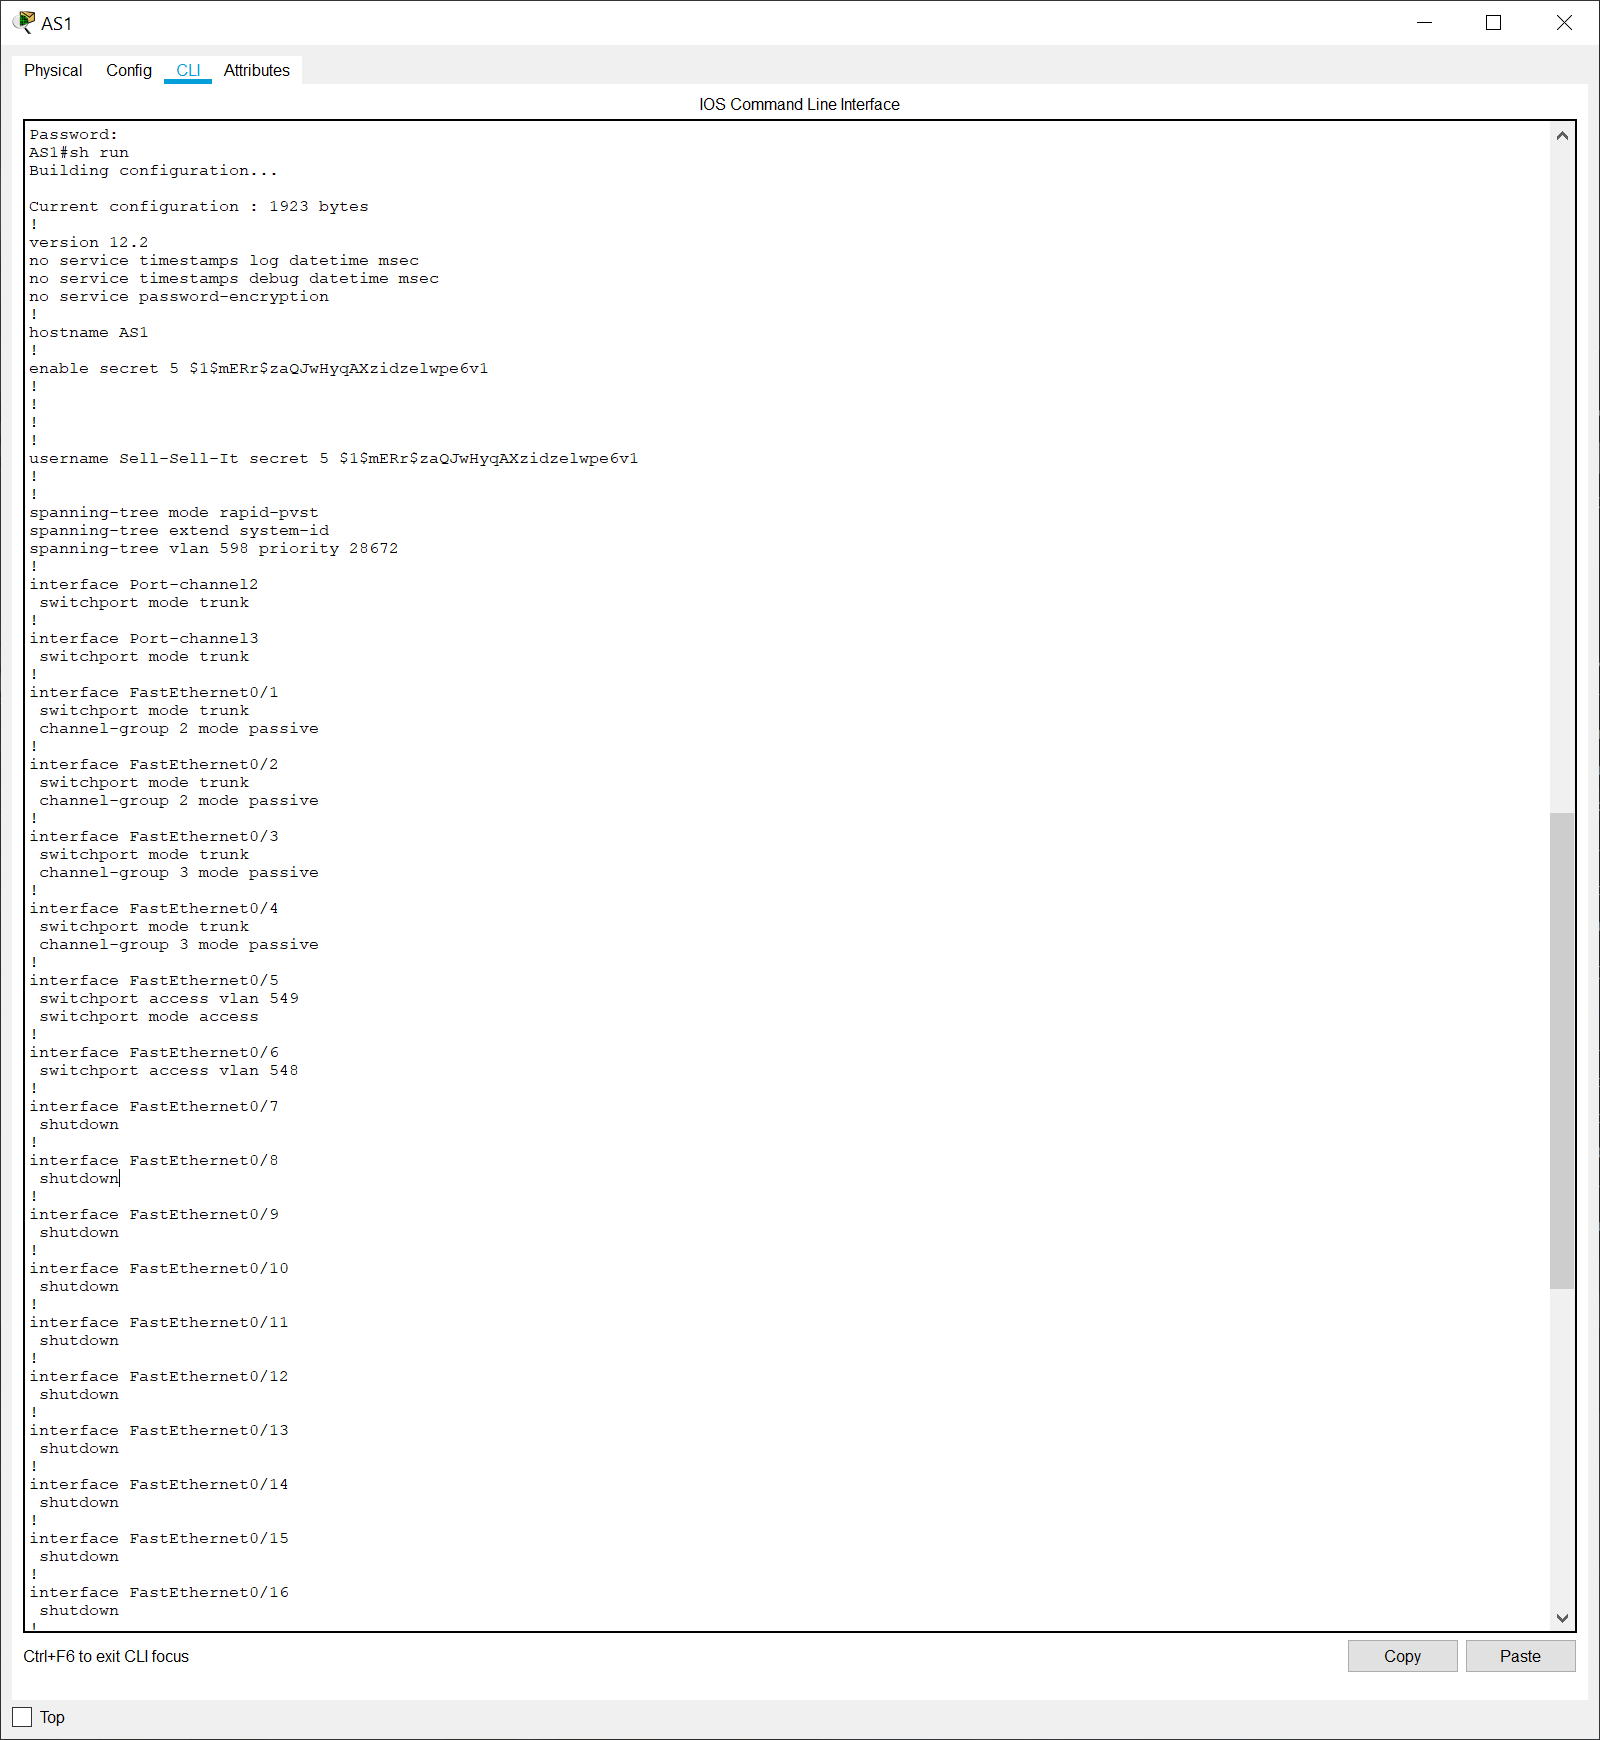 AS1
Physical Config CLI Attributes
IOS Command Line Interface
Password:
AS1#sh run
Building configuration...
Current configuration : 1923 bytes
!
version 12.2
no service timestamps log datetime msec
no service timestamps debug datetime msec
no service password-encryption
!
hostname AS1
!
enable secret 5 $1$mERr$zaQJwHyqAXzidzelwpe6v1
!
!
!
!
username Sell-Sell-It secret 5 $1$mERr$zaQJwHyqAXzidzelwpe6v1
!
!
spanning-tree mode rapid-pvst
spanning-tree extend system-id
spanning-tree vlan 598 priority 28672
!
interface Port-channel2
 switchport mode trunk
!
interface Port-channel3
 switchport mode trunk
!
interface FastEthernet0/1
 switchport mode trunk
 channel-group 2 mode passive
!
interface FastEthernet0/2
 switchport mode trunk
 channel-group 2 mode passive
!
interface FastEthernet0/3
 switchport mode trunk
 channel-group 3 mode passive
!
interface FastEthernet0/4
 switchport mode trunk
 channel-group 3 mode passive
!
interface FastEthernet0/5
 switchport access vlan 549
 switchport mode access
!
interface FastEthernet0/6
 switchport access vlan 548
!
interface FastEthernet0/7
 shutdown
!
interface FastEthernet0/8
 shutdown
!
interface FastEthernet0/9
 shutdown
!
interface FastEthernet0/10
 shutdown
!
interface FastEthernet0/11
 shutdown
!
interface FastEthernet0/12
 shutdown
!
interface FastEthernet0/13
 shutdown
!
interface FastEthernet0/14
 shutdown
!
interface FastEthernet0/15
 shutdown
!
interface FastEthernet0/16
 shutdown
!
Ctrl+F6 to exit CLI focus
Copy Paste
Top